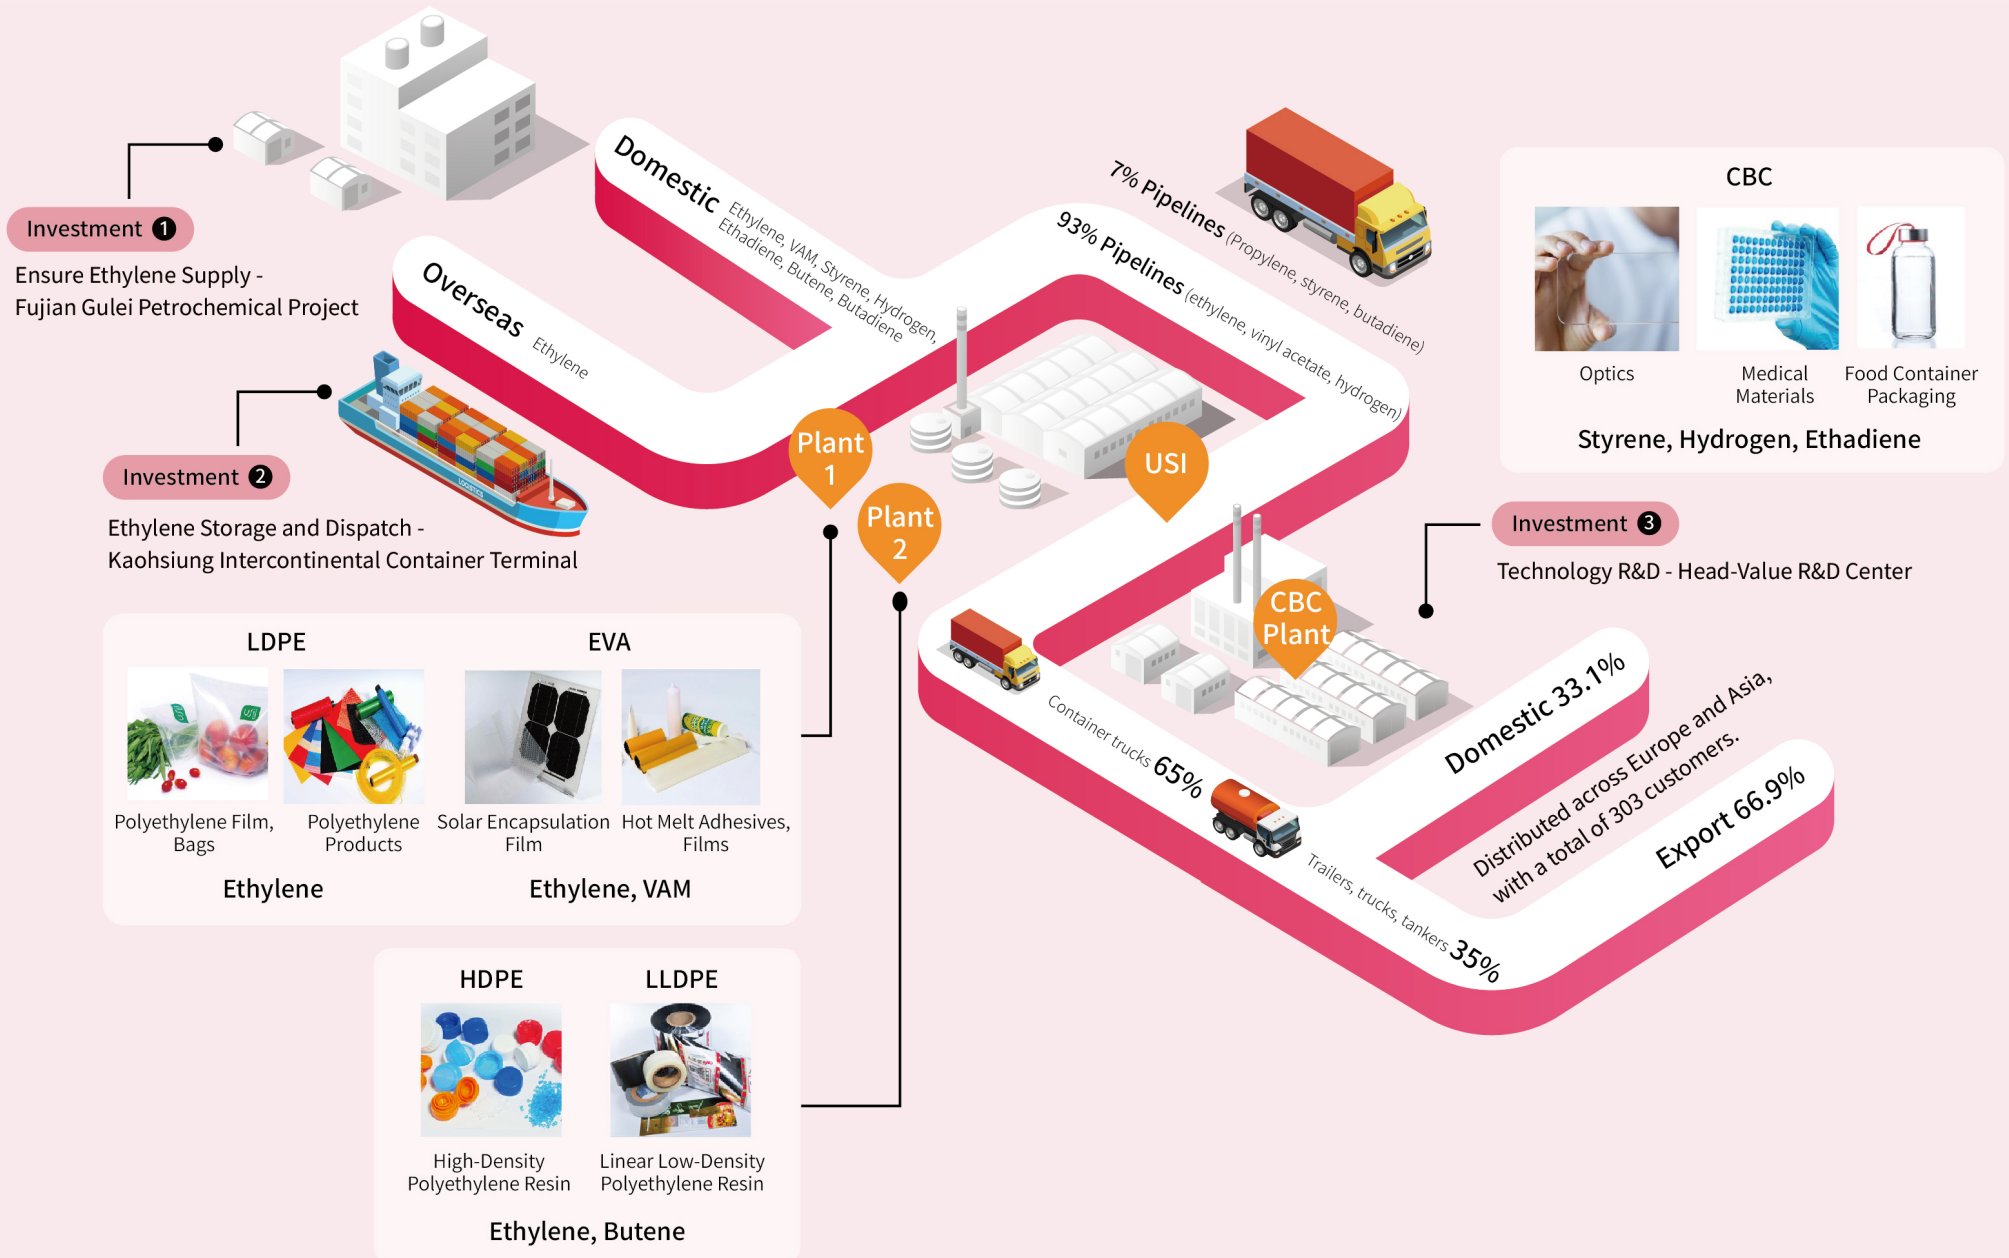 Domestic
Ethylene, VAM, Styrene, Hydrogen,
Ethadiene, Butene, Butadiene
Overseas
Ethylene
7% Pipelines (Propylene, styrene, butadiene)
93% Pipelines (ethylene, vinyl acetate, hydrogen)
Investment 1
Ensure Ethylene Supply -
Fujian Gulei Petrochemical Project
LOGISTICS
Investment 2
Ethylene Storage and Dispatch -
Kaohsiung Intercontinental Container Terminal
Plant
1
Plant
2
USI
CBC
Plant
CBC
Optics
Medical
Materials
Food Container
Packaging
Styrene, Hydrogen, Ethadiene
Investment 3
Technology R&D - Head-Value R&D Center
LDPE
EVA
Polyethylene Film,
Bags
Polyethylene
Products
Solar Encapsulation
Film
Hot Melt Adhesives,
Films
Ethylene
Ethylene, VAM
HDPE
LLDPE
High-Density
Polyethylene Resin
Linear Low-Density
Polyethylene Resin
Ethylene, Butene
Container trucks 65%
Trailers, trucks, tankers 35%
Domestic 33.1%
Distributed across Europe and Asia,
with a total of 303 customers.
Export 66.9%